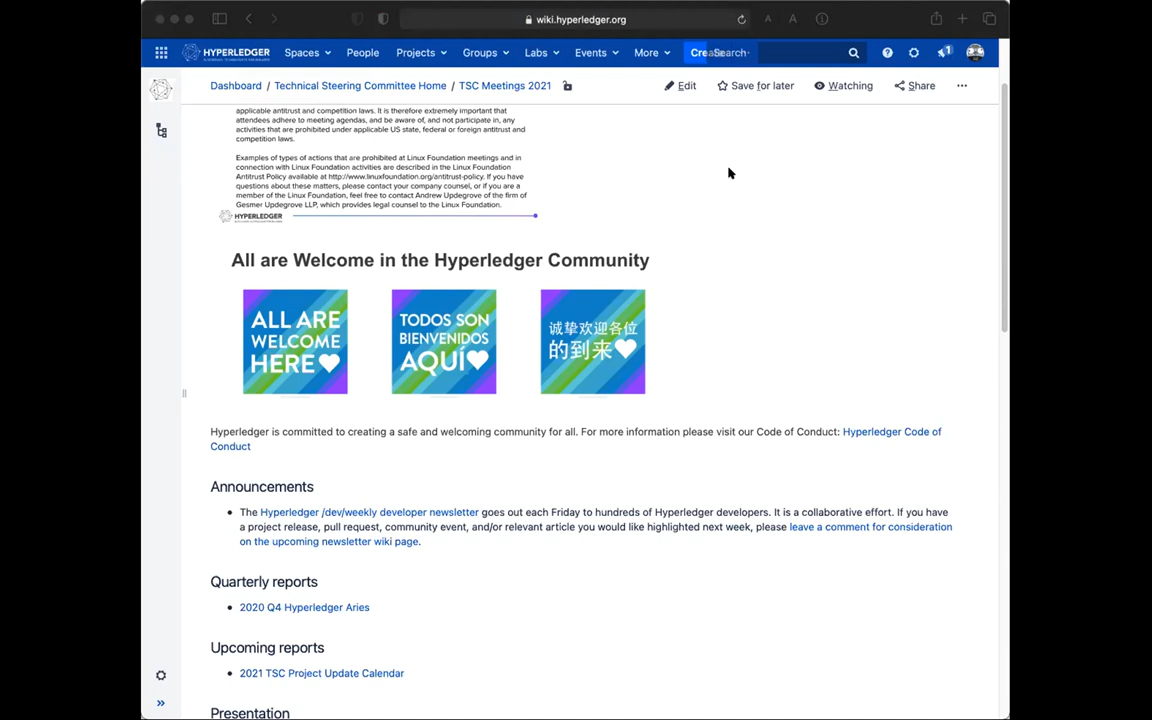 wiki.hyperledger.org
A A
HYPERLEDGER Spaces People Projects Groups Labs Events More Create Search 1
Dashboard / Technical Steering Committee Home / TSC Meetings 2021 Edit Save for later Watching Share ...
applicable antitrust and competition laws. It is therefore extremely important that
attendees adhere to meeting agendas, and be aware of, and not participate in, any
activities that are prohibited under applicable US state, federal or foreign antitrust and
competition laws.
Examples of types of actions that are prohibited at Linux Foundation meetings and in
connection with Linux Foundation activities are described in the Linux Foundation
Antitrust Policy available at http://www.linuxfoundation.org/antitrust-policy. If you have
questions about these matters, please contact your company counsel, or if you are a
member of the Linux Foundation, feel free to contact Andrew Updegrove of the firm of
Gesmer Updegrove LLP, which provides legal counsel to the Linux Foundation.
HYPERLEDGER
All are Welcome in the Hyperledger Community
ALL ARE
WELCOME
HERE
TODOS SON
BIENVENIDOS
AQUÍ
诚挚欢迎各位
的到来
Hyperledger is committed to creating a safe and welcoming community for all. For more information please visit our Code of Conduct: Hyperledger Code of
Conduct
Announcements
• The Hyperledger /dev/weekly developer newsletter goes out each Friday to hundreds of Hyperledger developers. It is a collaborative effort. If you have
a project release, pull request, community event, and/or relevant article you would like highlighted next week, please leave a comment for consideration
on the upcoming newsletter wiki page.
Quarterly reports
• 2020 Q4 Hyperledger Aries
Upcoming reports
• 2021 TSC Project Update Calendar
Presentation